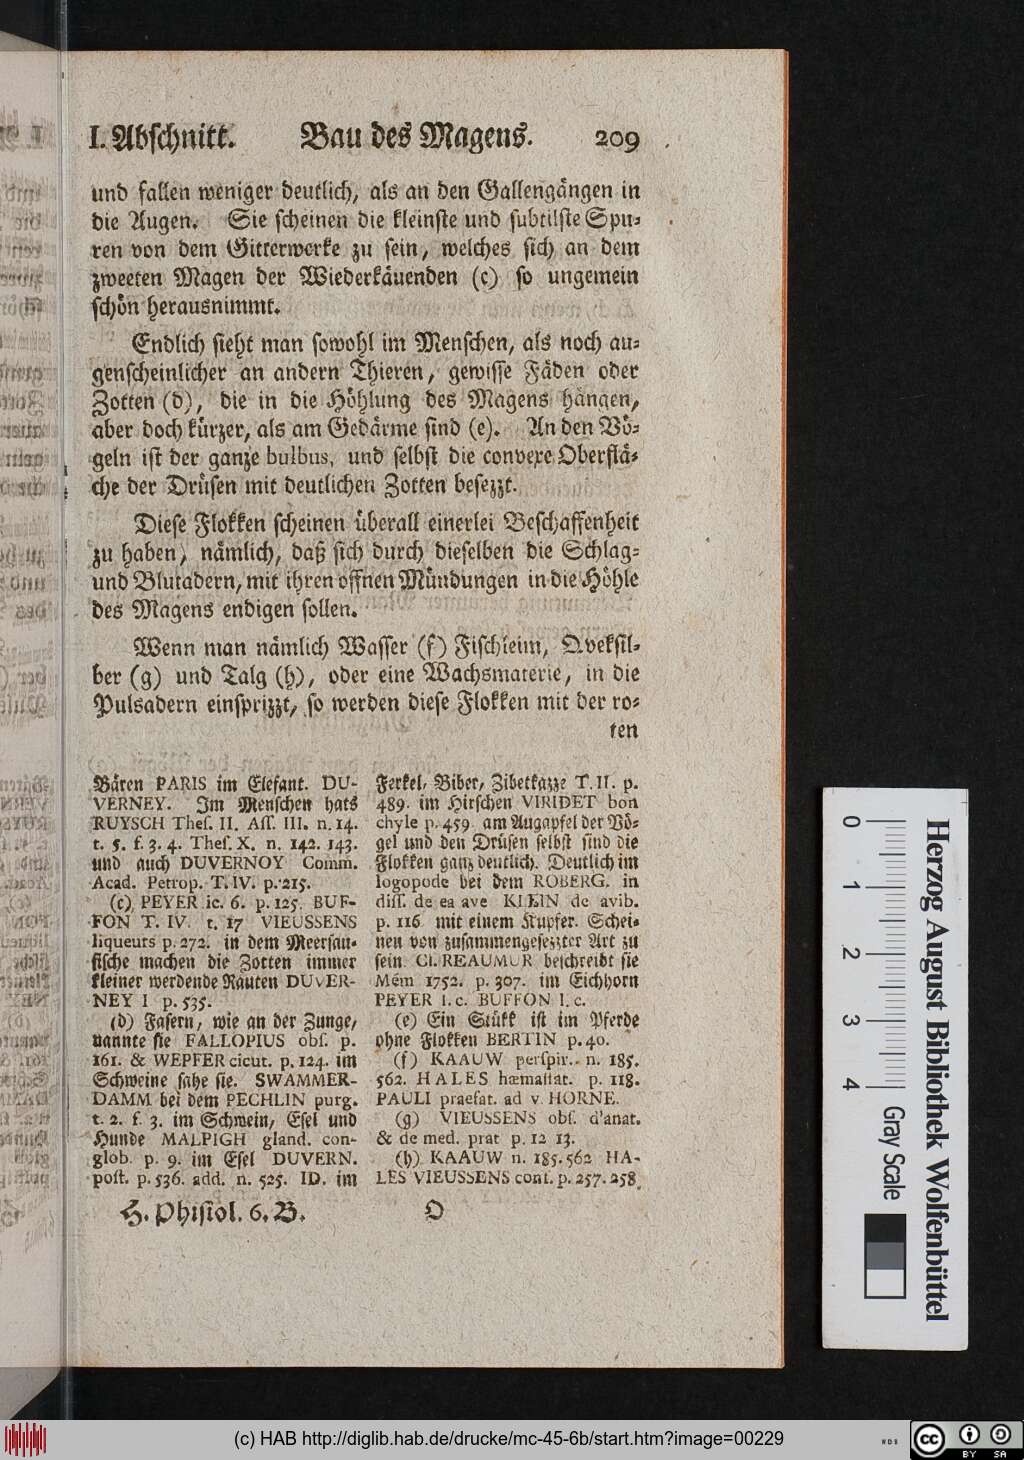 I. Abschnitt. Bau des Magens. 209
und fallen weniger deutlich, als an den Gallengängen in
die Augen. Sie scheinen die kleinste und subtilste Spu-
ren von dem Gitterwerke zu sein, welches sich an dem
zweeten Magen der Wiederkäuenden (c) so ungemein
schön herausnimmt.
Endlich sieht man sowohl im Menschen, als noch au-
genscheinlicher an andern Thieren, gewisse Fäden oder
Zotten (d), die in die Höhlung des Magens hängen,
aber doch kürzer, als am Gedärme sind (e). An den Vö-
geln ist der ganze bulbus, und selbst die convexe Oberflä-
che der Drüsen mit deutlichen Zotten besezzt.
Diese Flokken scheinen überall einerlei Beschaffenheit
zu haben, nämlich, daß sich durch dieselben die Schlag-
und Blutadern, mit ihren offnen Mündungen in die Höhle
des Magens endigen sollen.
Wenn man nämlich Wasser (f) Fischleim, Qveksil-
ber (g) und Talg (h), oder eine Wachsmaterie, in die
Pulsadern einsprizzt, so werden diese Flokken mit der ro-
ten
Bären PARIS im Elefant. DU-
VERNEY. Im Menschen hats
RUYSCH Thes. II. Ass. III. n. 14.
t. 5. f. 3. 4. Thes. X. n. 142. 143.
und auch DUVERNOY Comm.
Acad. Petrop. T. IV. p. 215.
(c) PEYER ic. 6. p. 125. BUF-
FON T. IV. t. 17 VIEUSSENS
liqueurs p. 272. in dem Meersau-
fische machen die Zotten immer
kleiner werdende Rauten DUVER-
NEY I p. 535.
(d) Fasern, wie an der Zunge,
nannte sie FALLOPIUS obs. p.
161. & WEPFER cicut. p. 124. im
Schweine sahe sie. SWAMMER-
DAMM bei dem PECHLIN purg.
t. 2. f. 3. im Schwein, Esel und
Hunde MALPIGH gland. con-
glob. p. 9. im Esel DUVERN.
post. p. 536. add. n. 525. ID. im
Ferkel, Biber, Zibetkazze T. II. p.
489. im Hirschen VIRIDET bon
chyle p. 459 am Augapfel der Vö-
gel und den Drüsen selbst sind die
Flokken ganz deutlich. Deutlich im
logopode bei dem ROBERG. in
diss. de ea ave KLEIN de avib.
p. 116 mit einem Kupfer. Schei-
nen von zusammengesezzter Art zu
sein Cl. REAUMUR beschreibt sie
Mém 1752. p. 307. im Eichhorn
PEYER l. c. BUFFON l. c.
(e) Ein Stükk ist im Pferde
ohne Flokken BERTIN p. 40.
(f) KAAUW perspir. n. 185.
562. HALES hæmastat. p. 118.
PAULI praefat. ad v. HORNE.
(g) VIEUSSENS obs. d'anat.
& de med. prat p. 12 13.
(h) KAAUW n. 185. 562 HA-
LES VIEUSSENS conf. p. 257. 258.
H. Phisiol. 6. B. O
0 1 2 3 4
Gray Scale
Herzog August Bibliothek Wolfenbüttel
(c) HAB http://diglib.hab.de/drucke/mc-45-6b/start.htm?image=00229
cc BY SA